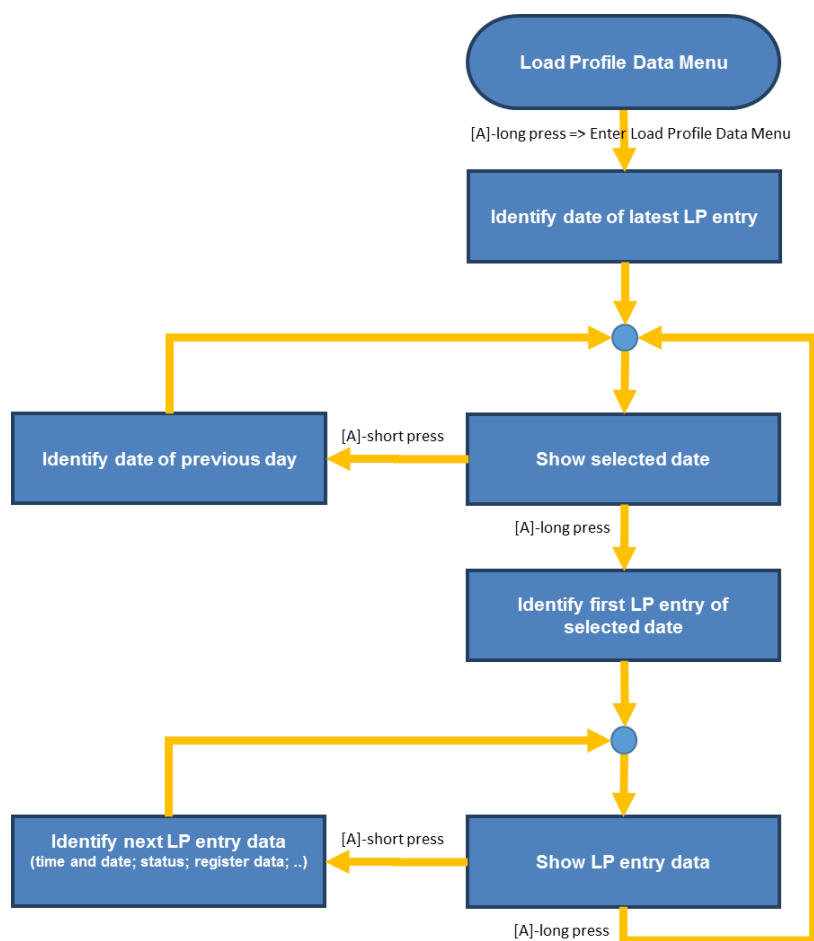 Load Profile Data Menu
[A]-long press => Enter Load Profile Data Menu
Identify date of latest LP entry
Identify date of previous day
[A]-short press
Show selected date
[A]-long press
Identify first LP entry of
selected date
Identify next LP entry data
(time and date; status; register data; ..)
[A]-short press
Show LP entry data
[A]-long press